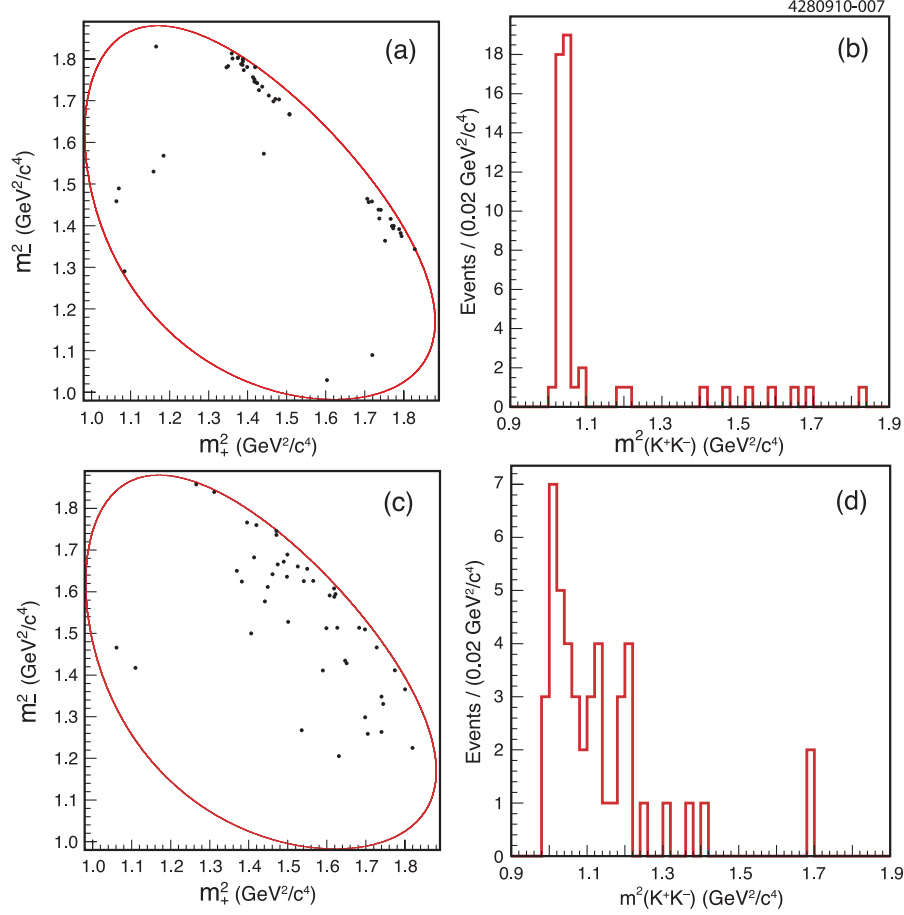 4280910-007
(a)
1.8
1.7
1.6
1.5
1.4
1.3
1.2
1.1
1.0
m²₋ (GeV²/c⁴)
1.0 1.1 1.2 1.3 1.4 1.5 1.6 1.7 1.8
m²₊ (GeV²/c⁴)
(b)
18
16
14
12
10
8
6
4
2
0
Events / (0.02 GeV²/c⁴)
0.9 1.1 1.3 1.5 1.7 1.9
m²(K⁺K⁻) (GeV²/c⁴)
(c)
1.8
1.7
1.6
1.5
1.4
1.3
1.2
1.1
1.0
m²₋ (GeV²/c⁴)
1.0 1.1 1.2 1.3 1.4 1.5 1.6 1.7 1.8
m²₊ (GeV²/c⁴)
(d)
7
6
5
4
3
2
1
0
Events / (0.02 GeV²/c⁴)
0.9 1.1 1.3 1.5 1.7 1.9
m²(K⁺K⁻) (GeV²/c⁴)